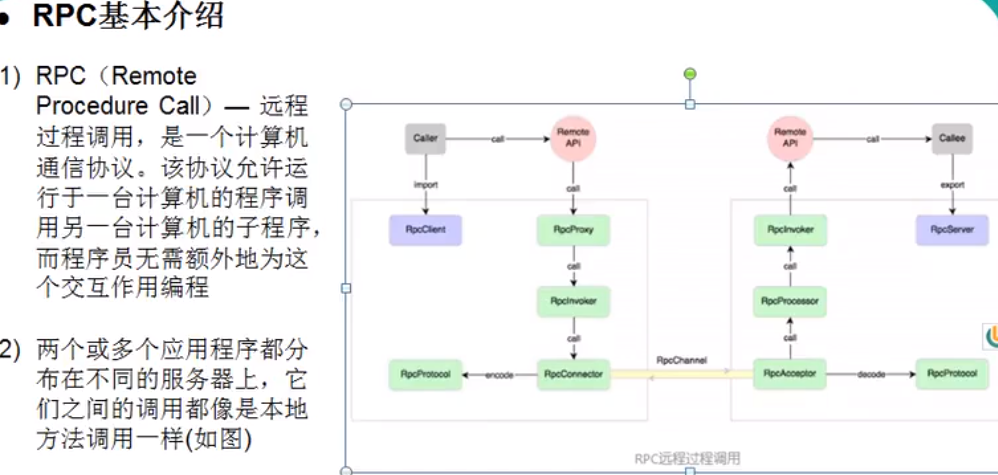 • RPC基本介绍
1) RPC（Remote
Procedure Call）— 远程
过程调用，是一个计算机
通信协议。该协议允许运
行于一台计算机的程序调
用另一台计算机的子程序，
而程序员无需额外地为这
个交互作用编程
2) 两个或多个应用程序都分
布在不同的服务器上，它
们之间的调用都像是本地
方法调用一样(如图)
Caller
call
Remote
API
Remote
API
call
Callee
import
call
call
export
RpcClient
RpcProxy
RpcInvoker
RpcServer
call
call
RpcInvoker
RpcProcessor
call
call
RpcProtocol
encode
RpcConnector
RpcChannel
RpcAcceptor
decode
RpcProtocol
RPC远程过程调用